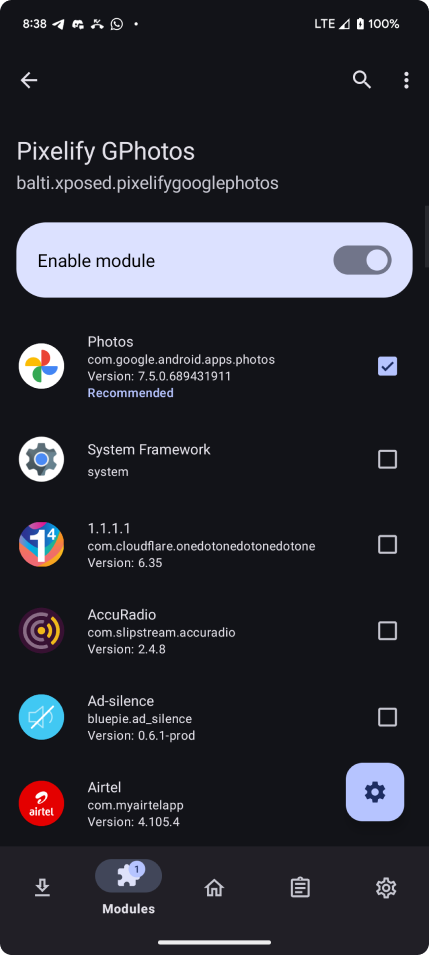 8:38
LTE 100%
Pixelify GPhotos
balti.xposed.pixelifygooglephotos
Enable module
Photos
com.google.android.apps.photos
Version: 7.5.0.689431911
Recommended
System Framework
system
1.1.1.1
com.cloudflare.onedotonedotonedotone
Version: 6.35
AccuRadio
com.slipstream.accuradio
Version: 2.4.8
Ad-silence
bluepie.ad_silence
Version: 0.6.1-prod
Airtel
com.myairtelapp
Version: 4.105.4
1
4
airtel
1
Modules